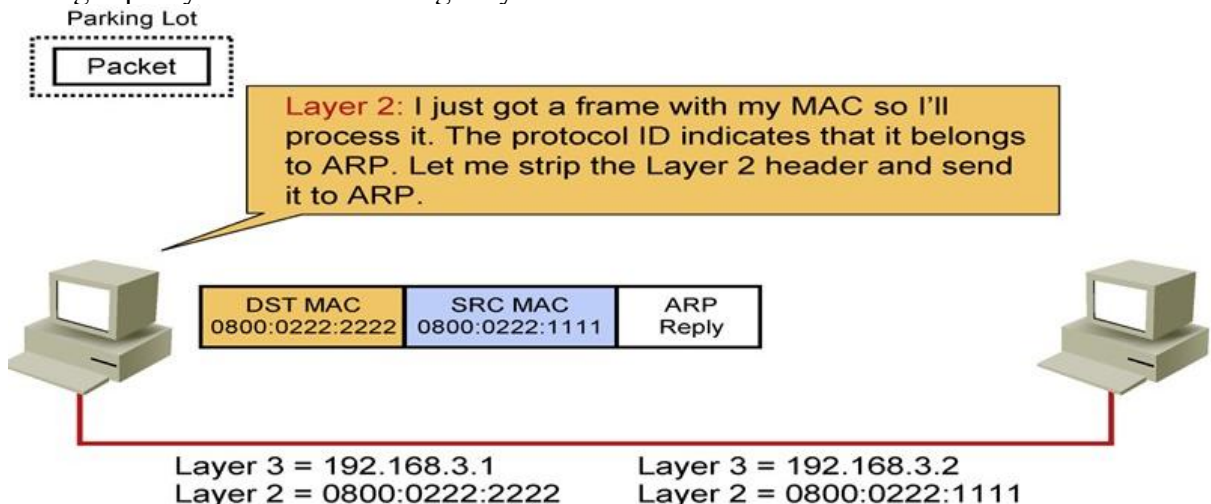 Parking Lot
Packet
Layer 2: I just got a frame with my MAC so I'll
process it. The protocol ID indicates that it belongs
to ARP. Let me strip the Layer 2 header and send
it to ARP.
DST MAC
0800:0222:2222
SRC MAC
0800:0222:1111
ARP
Reply
Layer 3 = 192.168.3.1
Layer 2 = 0800:0222:2222
Layer 3 = 192.168.3.2
Layer 2 = 0800:0222:1111